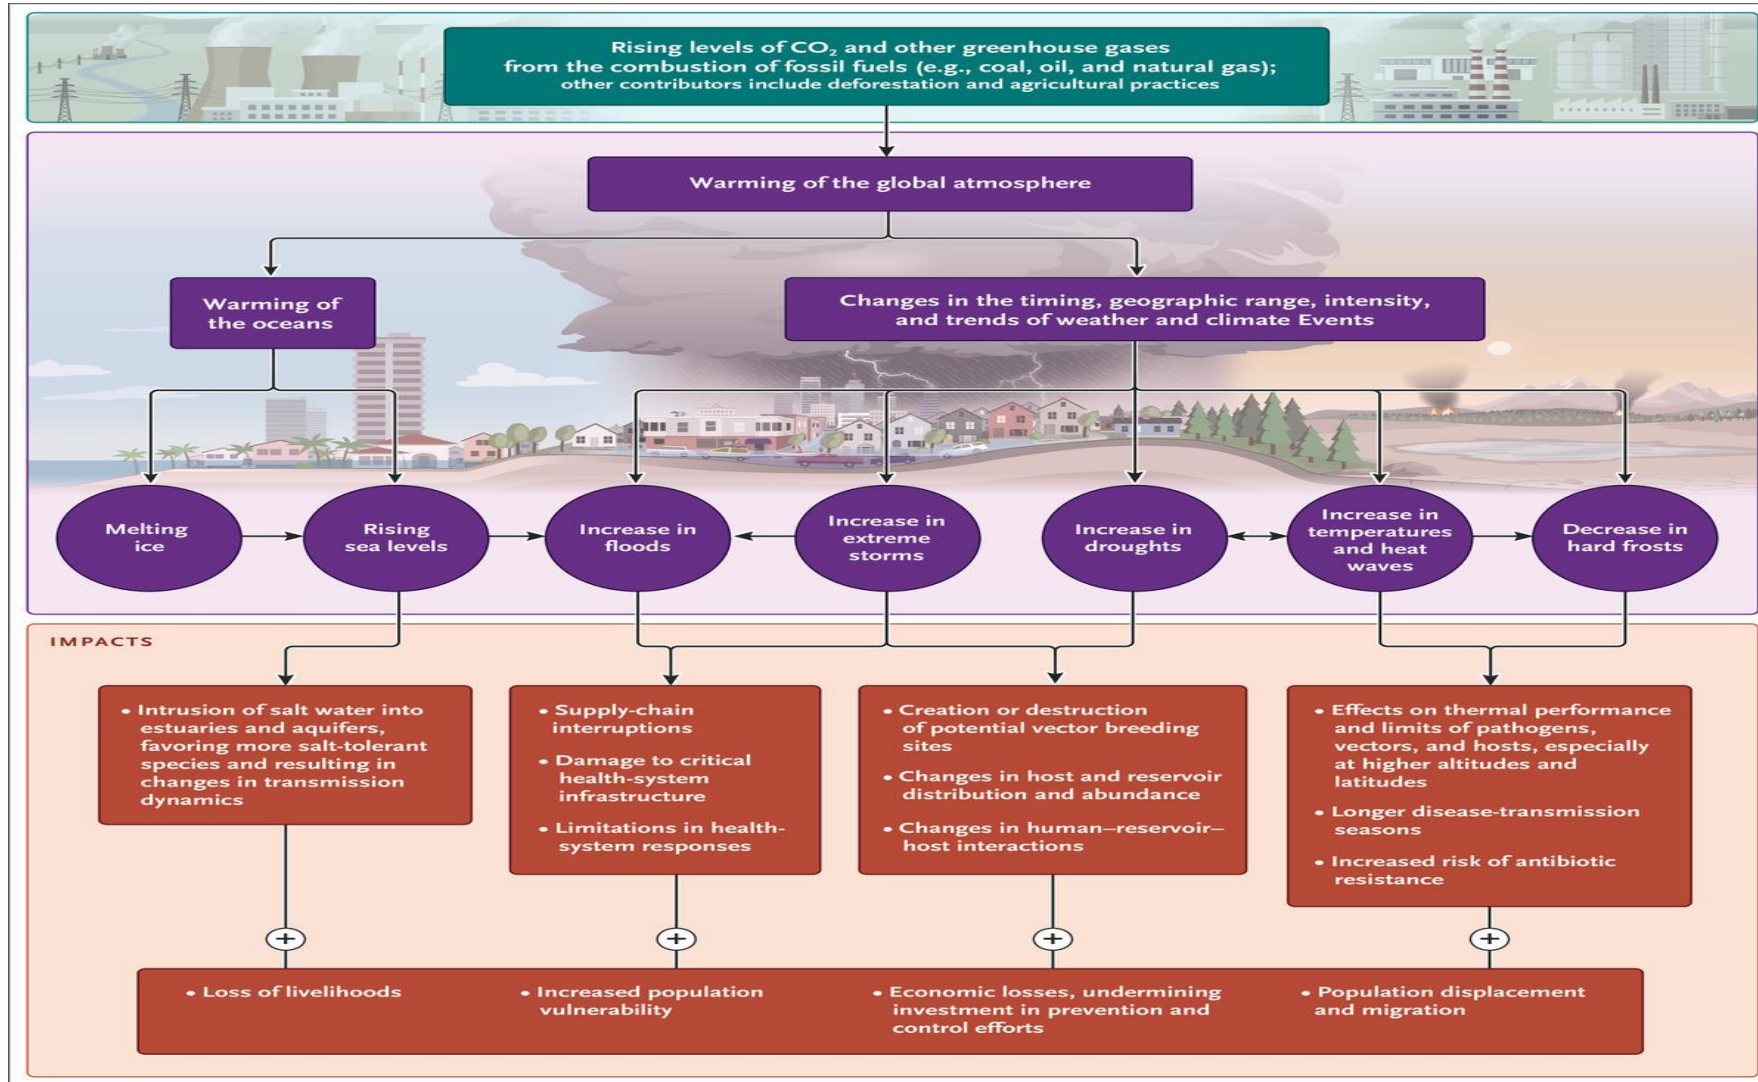 Rising levels of CO₂ and other greenhouse gases
from the combustion of fossil fuels (e.g., coal, oil, and natural gas);
other contributors include deforestation and agricultural practices
Warming of the global atmosphere
Warming of
the oceans
Changes in the timing, geographic range, intensity,
and trends of weather and climate Events
Melting
ice
Rising
sea levels
Increase in
floods
Increase in
extreme
storms
Increase in
droughts
Increase in
temperatures
and heat
waves
Decrease in
hard frosts
IMPACTS
• Intrusion of salt water into
estuaries and aquifers,
favoring more salt-tolerant
species and resulting in
changes in transmission
dynamics
• Supply-chain
interruptions
• Damage to critical
health-system
infrastructure
• Limitations in health-
system responses
• Creation or destruction
of potential vector breeding
sites
• Changes in host and reservoir
distribution and abundance
• Changes in human–reservoir–
host interactions
• Effects on thermal performance
and limits of pathogens,
vectors, and hosts, especially
at higher altitudes and
latitudes
• Longer disease-transmission
seasons
• Increased risk of antibiotic
resistance
+
+
+
+
• Loss of livelihoods
• Increased population
vulnerability
• Economic losses, undermining
investment in prevention and
control efforts
• Population displacement
and migration